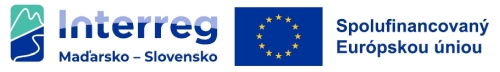 Interreg
Maďarsko – Slovensko
Spolufinancovaný
Európskou úniou